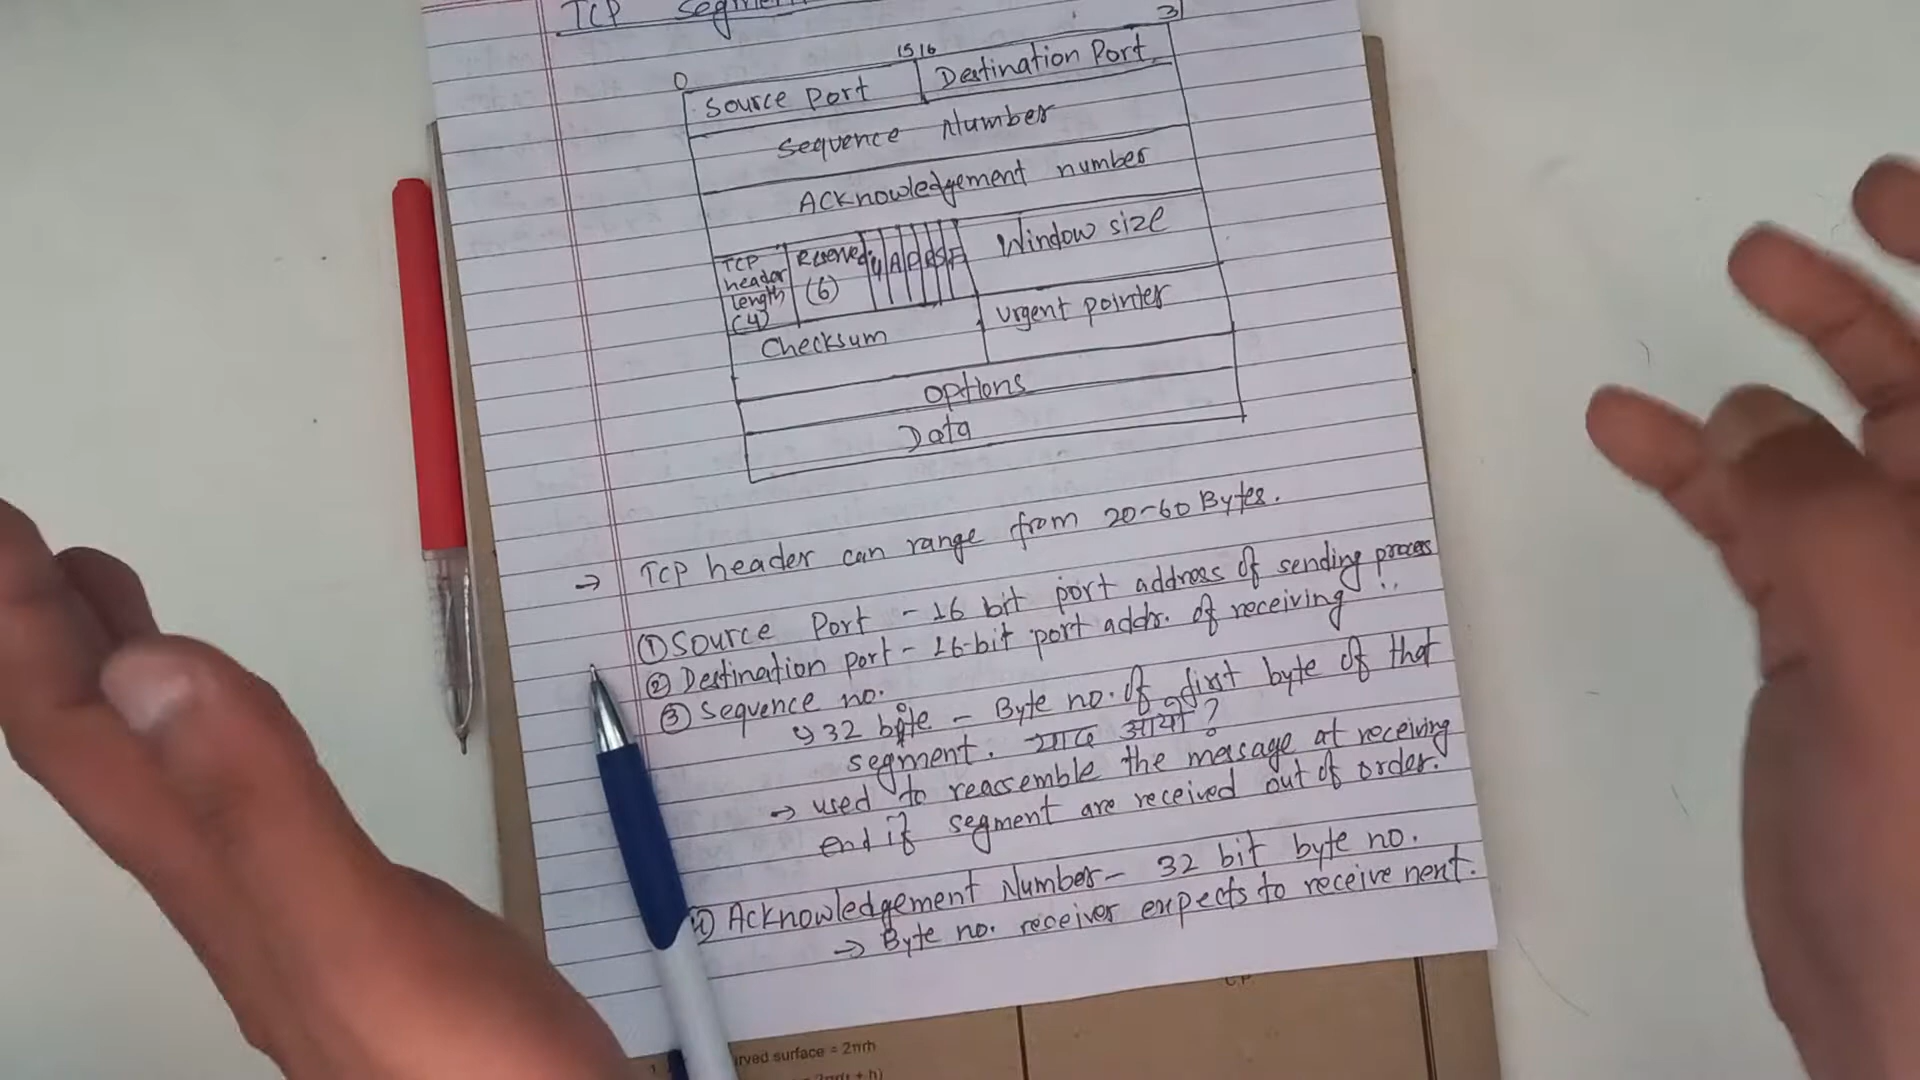 TCP Segment
0 15 16 31
Source Port Destination Port
Sequence Number
Acknowledgement number
TCP header length (4) Reserved (6) U A P R S F Window size
Checksum Urgent pointer
Options
Data
→ TCP header can range from 20-60 Bytes.
① Source Port - 16 bit port address of sending process
② Destination port - 16-bit port addr. of receiving ''
③ Sequence no.
↳ 32 bit - Byte no. of first byte of that
segment. याद आया?
→ used to reassemble the message at receiving
end if segment are received out of order.
④ Acknowledgement Number - 32 bit byte no.
→ Byte no. receiver expects to receive next.
rved surface = 2πrh